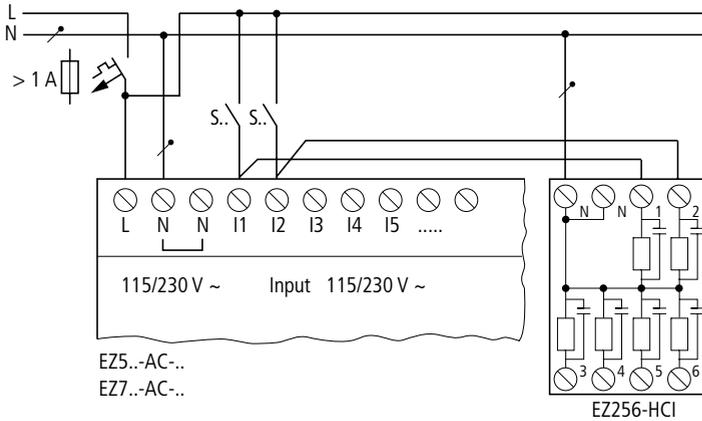 L
N
> 1 A
S.. S..
L N N I1 I2 I3 I4 I5 .....
N N 1 2
115/230 V ~ Input 115/230 V ~
3 4 5 6
EZ5..-AC-..
EZ7..-AC-..
EZ256-HCI